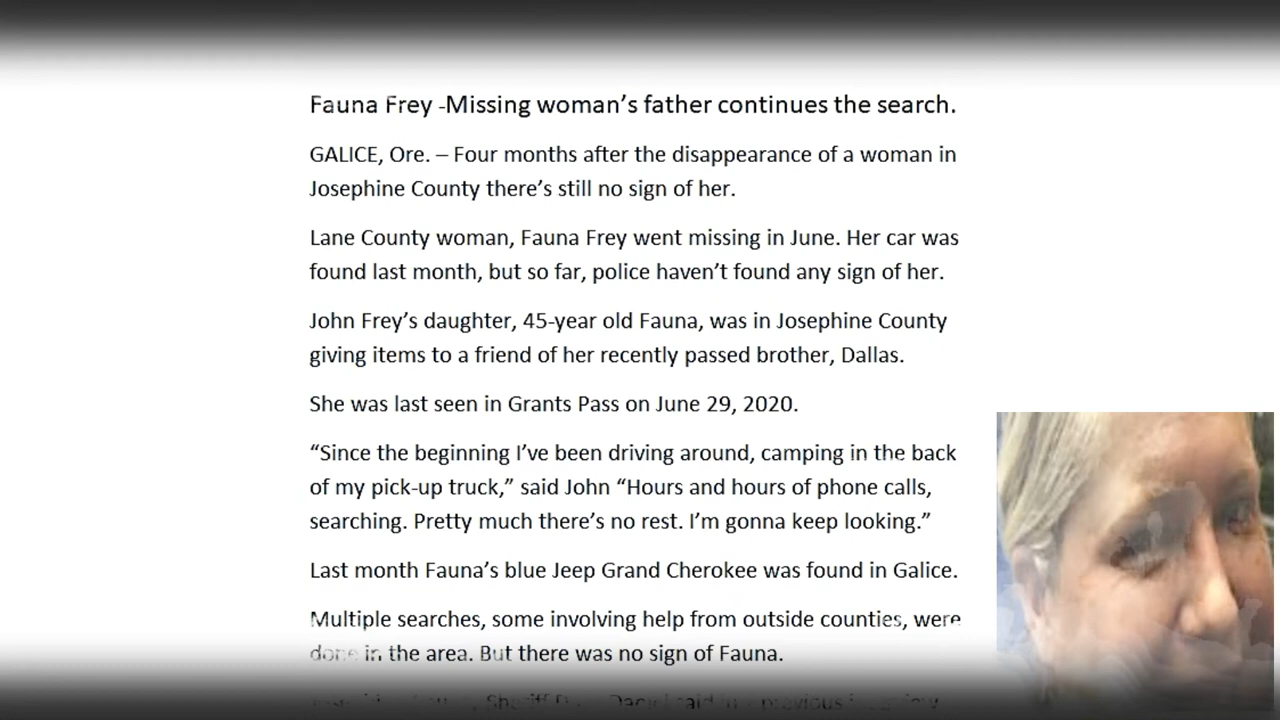 Fauna Frey -Missing woman’s father continues the search.
GALICE, Ore. – Four months after the disappearance of a woman in
Josephine County there’s still no sign of her.
Lane County woman, Fauna Frey went missing in June. Her car was
found last month, but so far, police haven’t found any sign of her.
John Frey’s daughter, 45-year old Fauna, was in Josephine County
giving items to a friend of her recently passed brother, Dallas.
She was last seen in Grants Pass on June 29, 2020.
“Since the beginning I’ve been driving around, camping in the back
of my pick-up truck,” said John “Hours and hours of phone calls,
searching. Pretty much there’s no rest. I’m gonna keep looking.”
Last month Fauna’s blue Jeep Grand Cherokee was found in Galice.
Multiple searches, some involving help from outside counties, were
done in the area. But there was no sign of Fauna.
Sheriff said previous